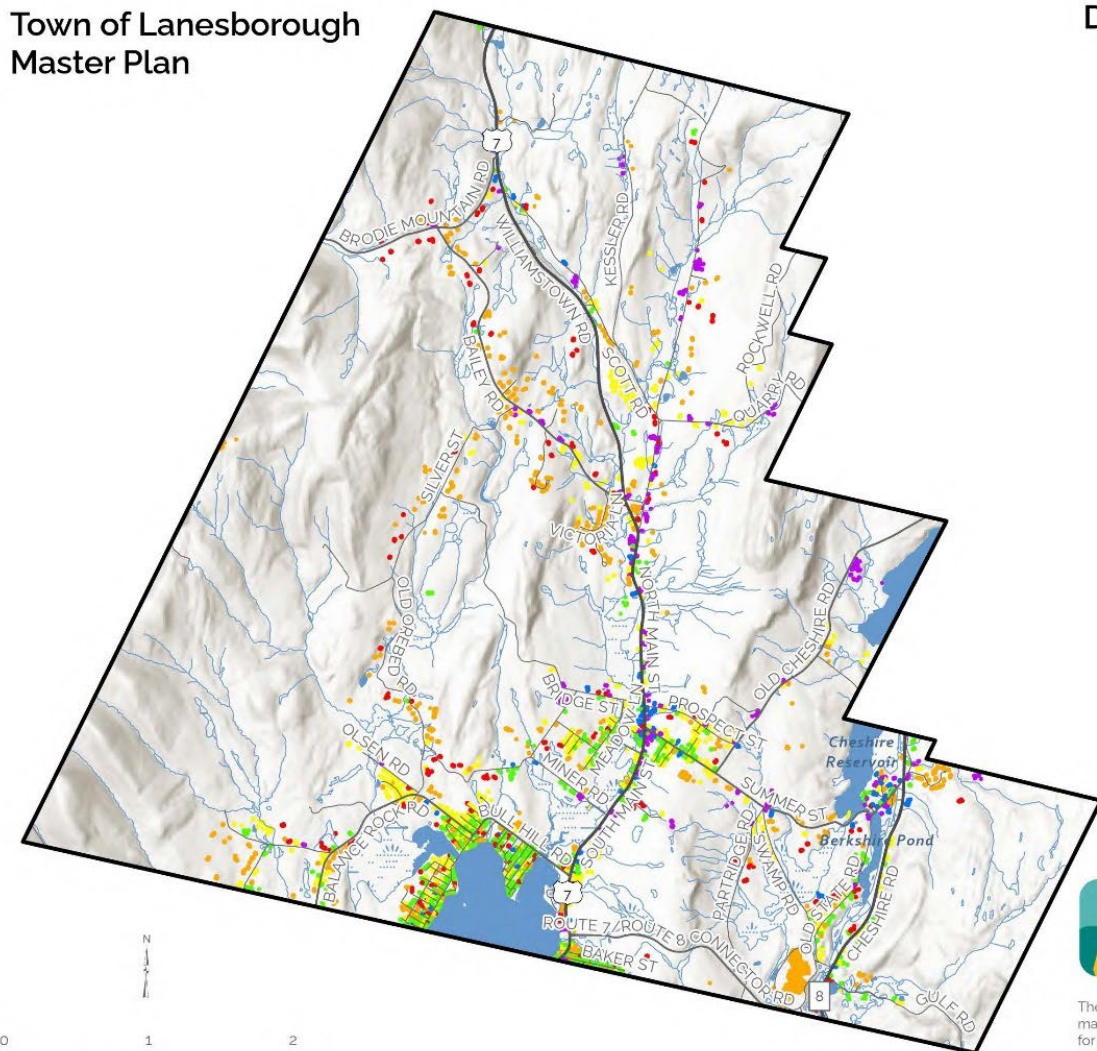 Town of Lanesborough
Master Plan
D
7
BRODIE MOUNTAIN RD
WILLIAMSTOWN RD
KESSLER RD
ROCKWELL RD
BAILEY RD
SCOTT RD
QUARRY RD
SILVER ST
VICTORIA LN
OLD OREBED RD
NORTH MAIN ST
OLD CHESHIRE RD
BRIDGE ST
PROSPECT ST
MEADOW LN
Cheshire
Reservoir
OLSEN RD
MINER RD
SUMMER ST
BALANCE ROCK RD
BULL HILL RD
SOUTH MAIN S
PARTRIDGE RD
SWAMP RD
Berkshire Pond
OLD STATE RD
CHESHIRE RD
7
ROUTE 7/ROUTE 8 CONNECTOR RD
BAKER ST
8
GULF RD
N
0 1 2
The
ma
for